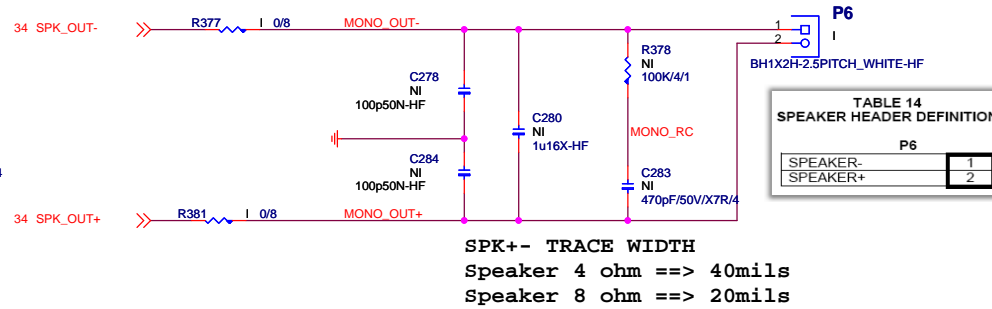 34 SPK_OUT-
R377
I 0/8
MONO_OUT-
P6
1
2
I
BH1X2H-2.5PITCH_WHITE-HF
R378
NI
100K/4/1
C278
NI
100p50N-HF
C280
NI
1u16X-HF
MONO_RC
C284
NI
100p50N-HF
C283
NI
470pF/50V/X7R/4
TABLE 14
SPEAKER HEADER DEFINITION
P6
SPEAKER- 1
SPEAKER+ 2
34 SPK_OUT+
R381
I 0/8
MONO_OUT+
SPK+- TRACE WIDTH
Speaker 4 ohm ==> 40mils
Speaker 8 ohm ==> 20mils